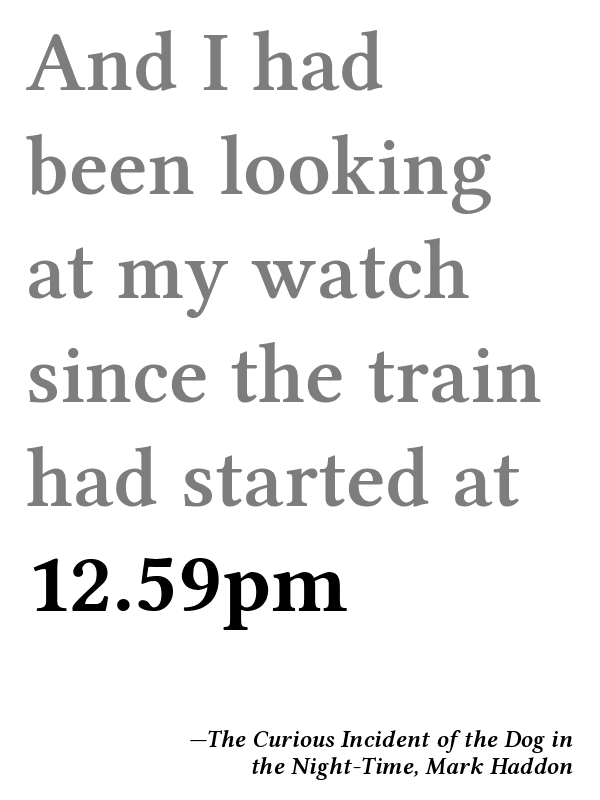 And I had
been looking
at my watch
since the train
had started at
12.59pm
—The Curious Incident of the Dog in
the Night-Time, Mark Haddon